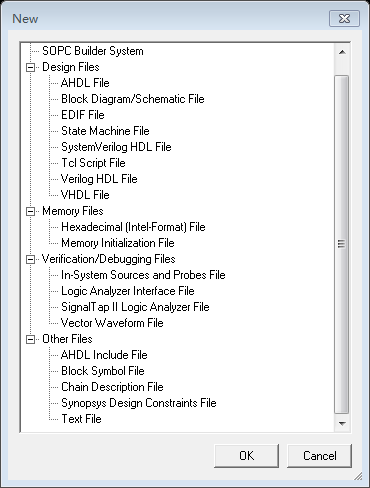 New
SOPC Builder System
Design Files
AHDL File
Block Diagram/Schematic File
EDIF File
State Machine File
SystemVerilog HDL File
Tcl Script File
Verilog HDL File
VHDL File
Memory Files
Hexadecimal (Intel-Format) File
Memory Initialization File
Verification/Debugging Files
In-System Sources and Probes File
Logic Analyzer Interface File
SignalTap II Logic Analyzer File
Vector Waveform File
Other Files
AHDL Include File
Block Symbol File
Chain Description File
Synopsys Design Constraints File
Text File
OK Cancel